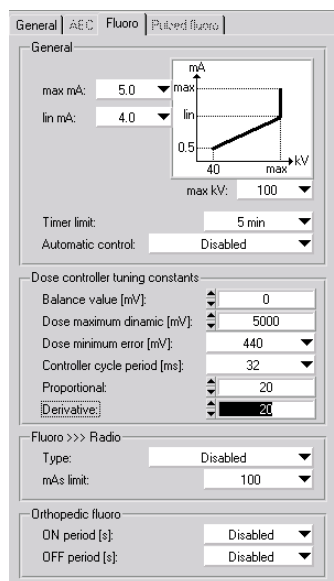 General AEC Fluoro Pulsed fluoro
General
max mA: 5.0
lin mA: 4.0
mA
max
lin
0.5
40 max kV
max kV: 100
Timer limit: 5 min
Automatic control: Disabled
Dose controller tuning constants
Balance value [mV]: 0
Dose maximum dinamic [mV]: 5000
Dose minimum error [mV]: 440
Controller cycle period [ms]: 32
Proportional: 20
Derivative: 20
Fluoro >>> Radio
Type: Disabled
mAs limit: 100
Orthopedic fluoro
ON period [s]: Disabled
OFF period [s]: Disabled